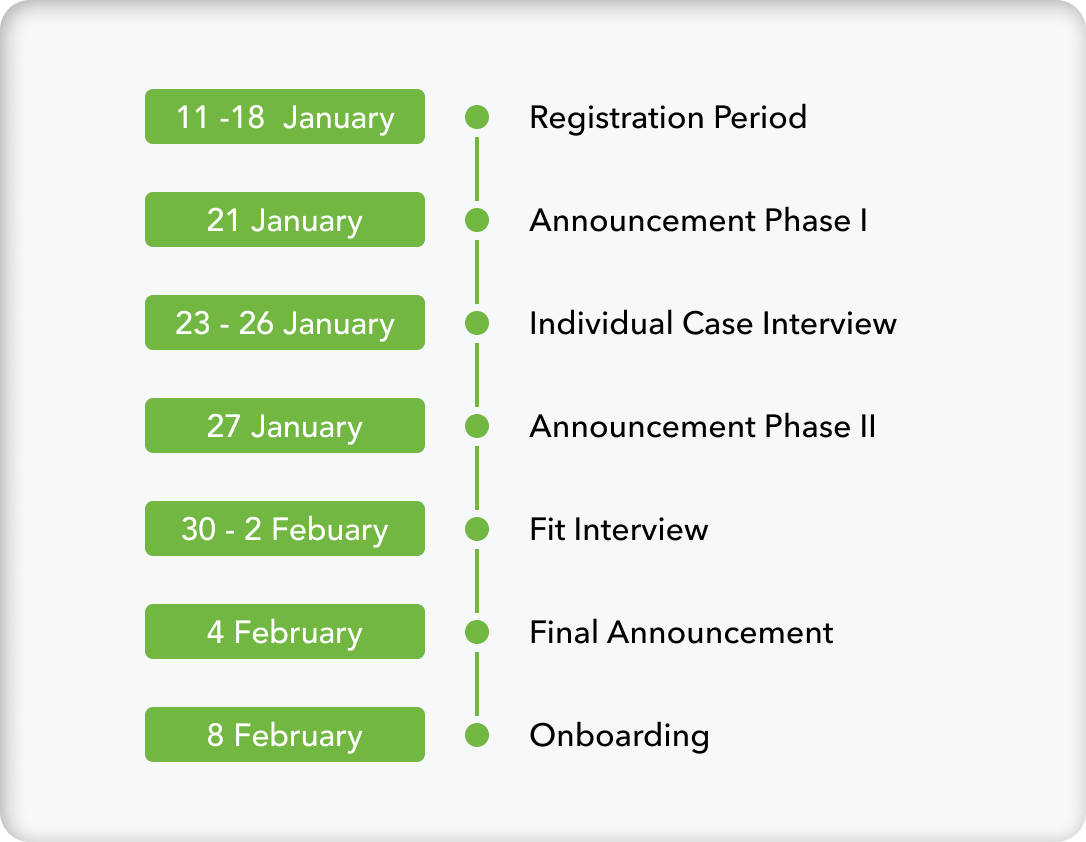 11 -18  January Registration Period
21 January Announcement Phase I
23 - 26 January Individual Case Interview
27 January Announcement Phase II
30 - 2 Febuary Fit Interview
4 February Final Announcement
8 February Onboarding